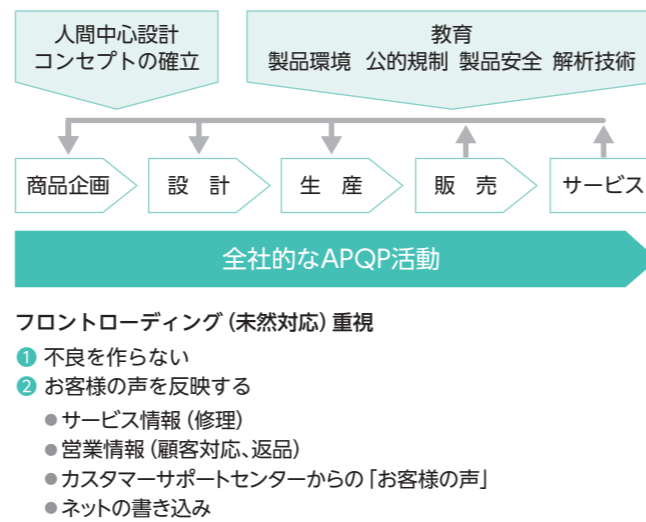 人間中心設計
コンセプトの確立
教育
製品環境 公的規制 製品安全 解析技術
商品企画
設 計
生 産
販 売
サービス
全社的なAPQP活動
フロントローディング(未然対応)重視
❶ 不良を作らない
❷ お客様の声を反映する
●サービス情報(修理)
●営業情報(顧客対応、返品)
●カスタマーサポートセンターからの「お客様の声」
●ネットの書き込み